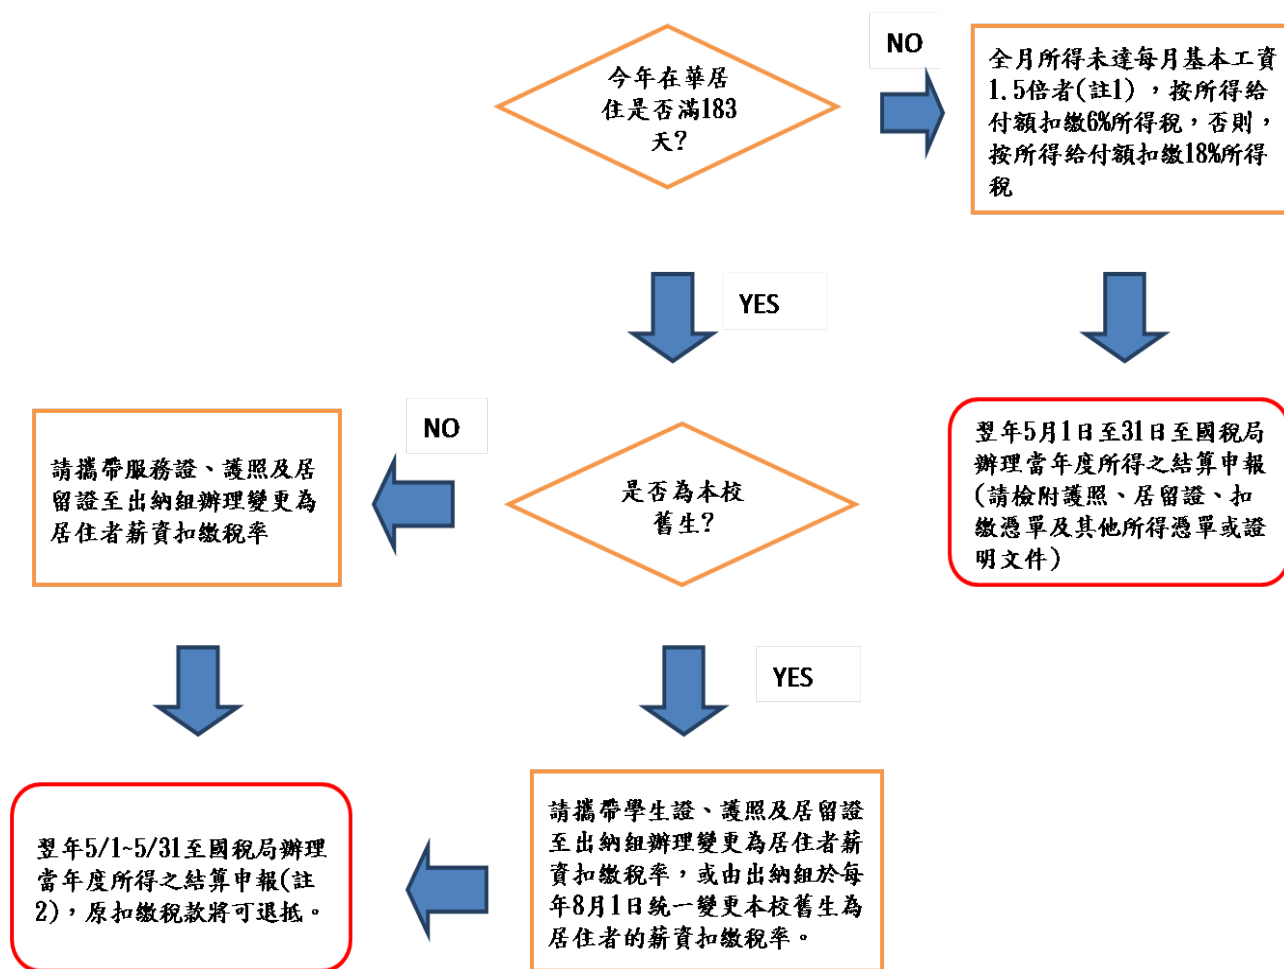 今年在華居
住是否滿183
天?
NO
全月所得未達每月基本工資
1.5倍者(註1),按所得給
付額扣繳6%所得稅,否則,
按所得給付額扣繳18%所得
稅
YES
翌年5月1日至31日至國稅局
辦理當年度所得之結算申報
(請檢附護照、居留證、扣
繳憑單及其他所得憑單或證
明文件)
是否為本校
舊生?
NO
請攜帶服務證、護照及居
留證至出納組辦理變更為
居住者薪資扣繳稅率
YES
請攜帶學生證、護照及居留證
至出納組辦理變更為居住者薪
資扣繳稅率,或由出納組於每
年8月1日統一變更本校舊生為
居住者的薪資扣繳稅率。
翌年5/1~5/31至國稅局辦理
當年度所得之結算申報(註
2),原扣繳稅款將可退抵。